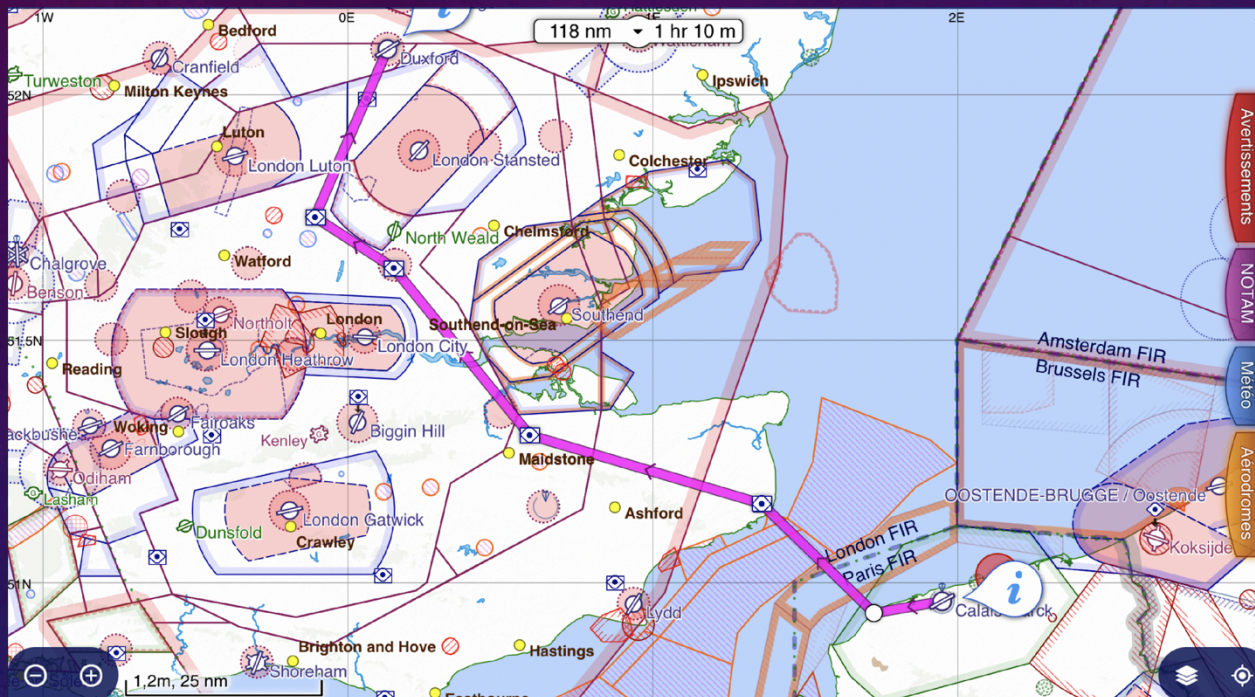 1W
0E
118 nm
1 hr 10 m
2E
Bedford
Duxford
Cranfield
Turweston
Milton Keynes
52N
Ipswich
Luton
London Luton
London Stansted
Colchester
North Weald
Chelmsford
Chalgrove
Watford
Benson
Northolt
London
Slough
Southend-on-Sea
Southend
51.5N
London Heathrow
London City
Reading
Amsterdam FIR
Brussels FIR
Fairoaks
Woking
Kenley
Biggin Hill
Farnborough
Maidstone
Odiham
Lasham
OOSTENDE-BRUGGE / Oostende
London Gatwick
Ashford
Dunsfold
Crawley
Koksijde
London FIR
Paris FIR
51N
Lydd
Brighton and Hove
Hastings
Shoreham
1,2m, 25 nm
Avertissements
NOTAM
Météo
Aérodromes